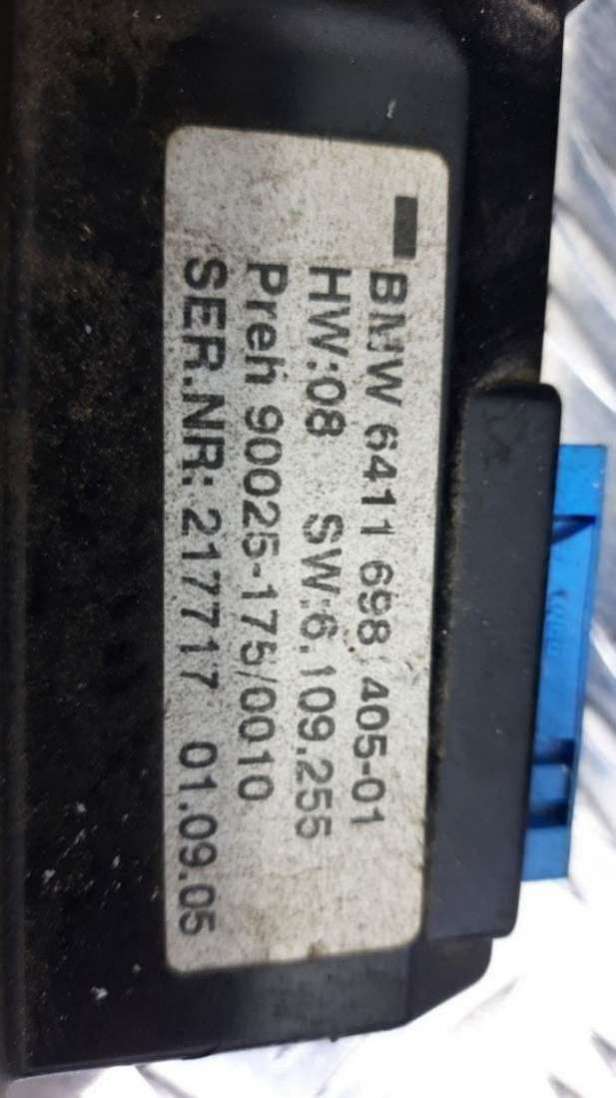 BMW 6411 698 405-01
HW:08 SW:6.109.255
Preh 90025-175/0010
SER.NR: 217717 01.09.05